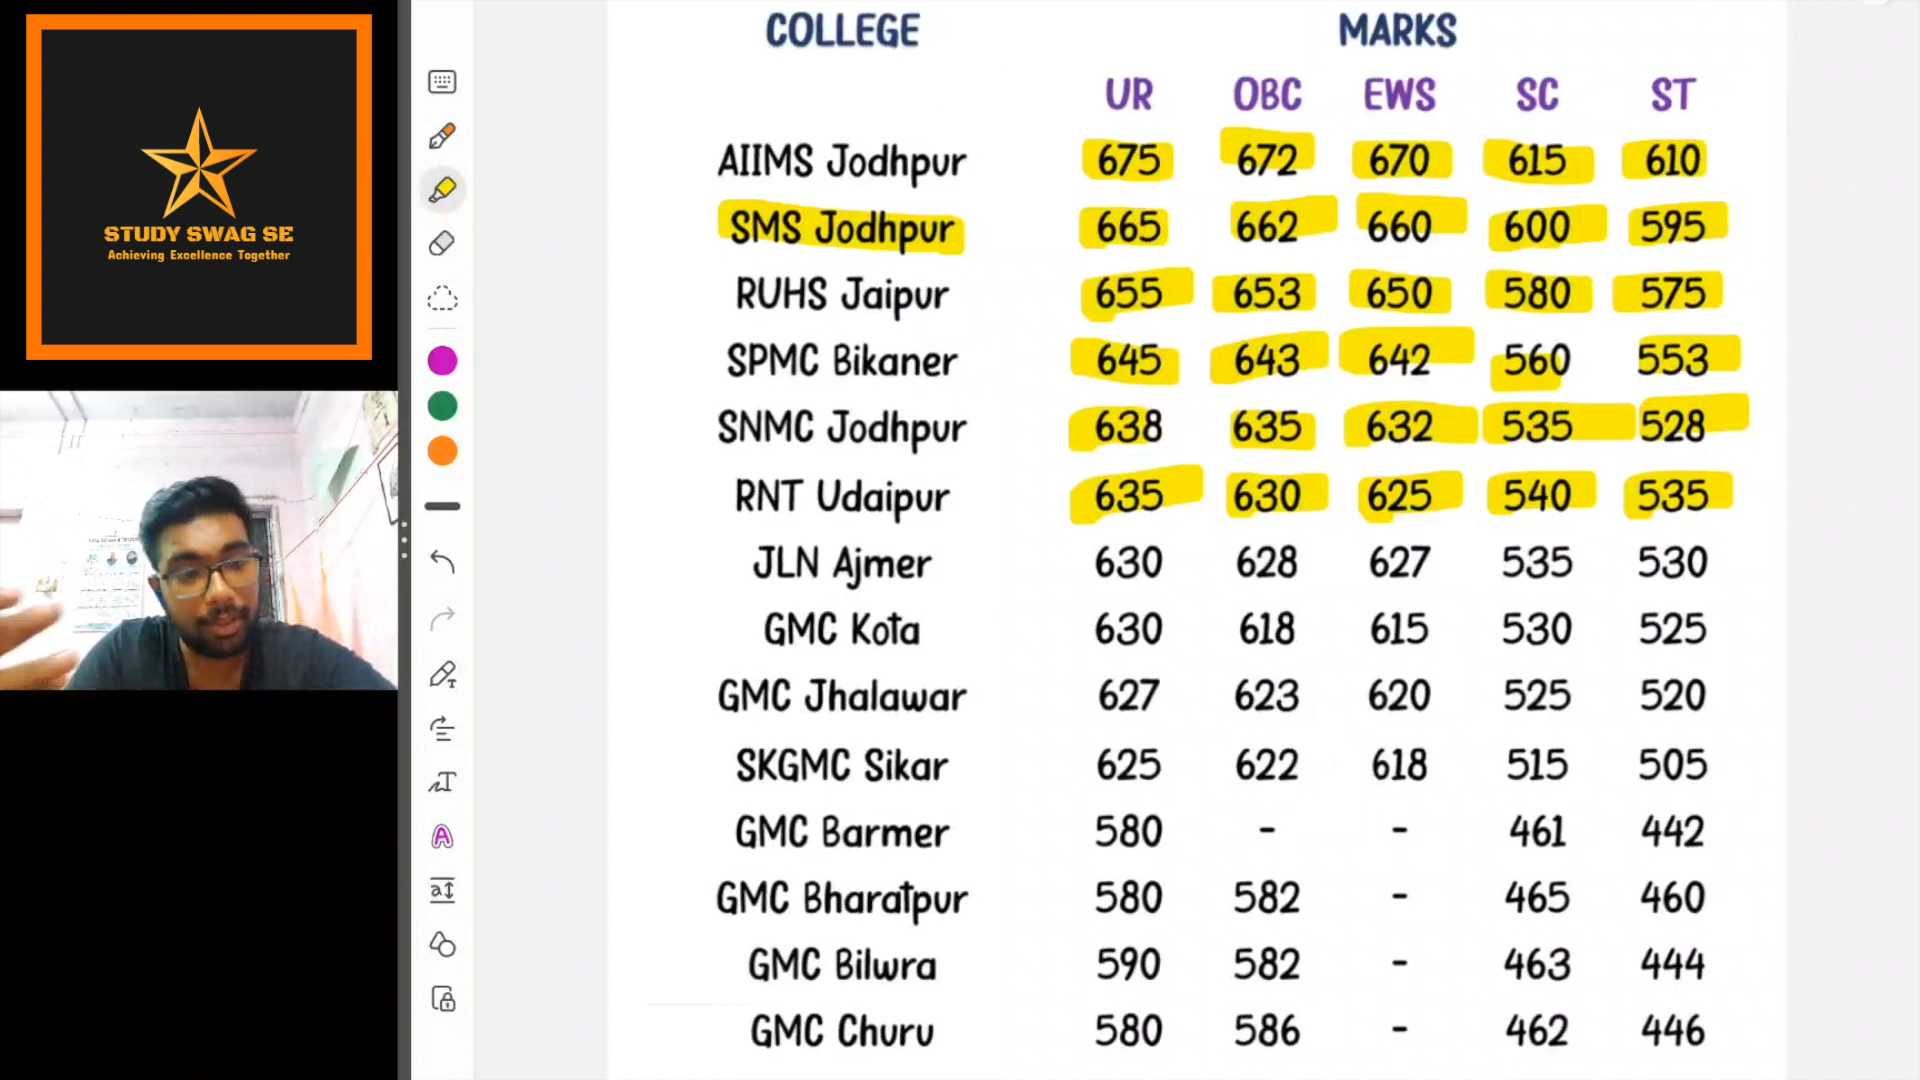 STUDY SWAG SE
Achieving Excellence Together
COLLEGE MARKS
UR OBC EWS SC ST
AIIMS Jodhpur 675 672 670 615 610
SMS Jodhpur 665 662 660 600 595
RUHS Jaipur 655 653 650 580 575
SPMC Bikaner 645 643 642 560 553
SNMC Jodhpur 638 635 632 535 528
RNT Udaipur 635 630 625 540 535
JLN Ajmer 630 628 627 535 530
GMC Kota 630 618 615 530 525
GMC Jhalawar 627 623 620 525 520
SKGMC Sikar 625 622 618 515 505
GMC Barmer 580 - - 461 442
GMC Bharatpur 580 582 - 465 460
GMC Bilwra 590 582 - 463 444
GMC Churu 580 586 - 462 446